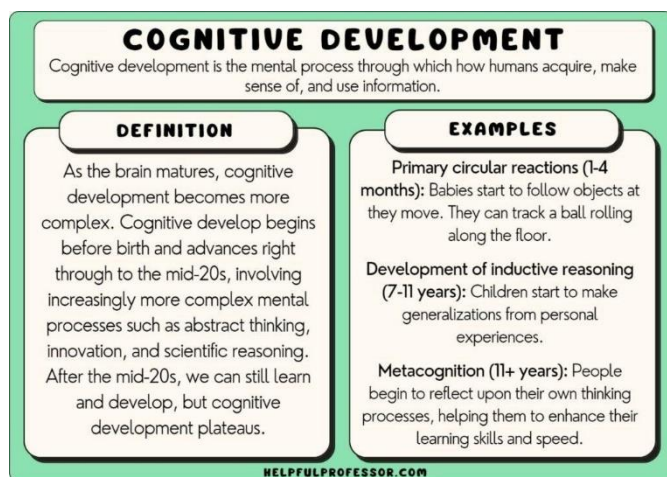 COGNITIVE DEVELOPMENT
Cognitive development is the mental process through which how humans acquire, make
sense of, and use information.
DEFINITION
As the brain matures, cognitive
development becomes more
complex. Cognitive develop begins
before birth and advances right
through to the mid-20s, involving
increasingly more complex mental
processes such as abstract thinking,
innovation, and scientific reasoning.
After the mid-20s, we can still learn
and develop, but cognitive
development plateaus.
EXAMPLES
Primary circular reactions (1-4
months): Babies start to follow objects at
they move. They can track a ball rolling
along the floor.
Development of inductive reasoning
(7-11 years): Children start to make
generalizations from personal
experiences.
Metacognition (11+ years): People
begin to reflect upon their own thinking
processes, helping them to enhance their
learning skills and speed.
HELPFULPROFESSOR.COM